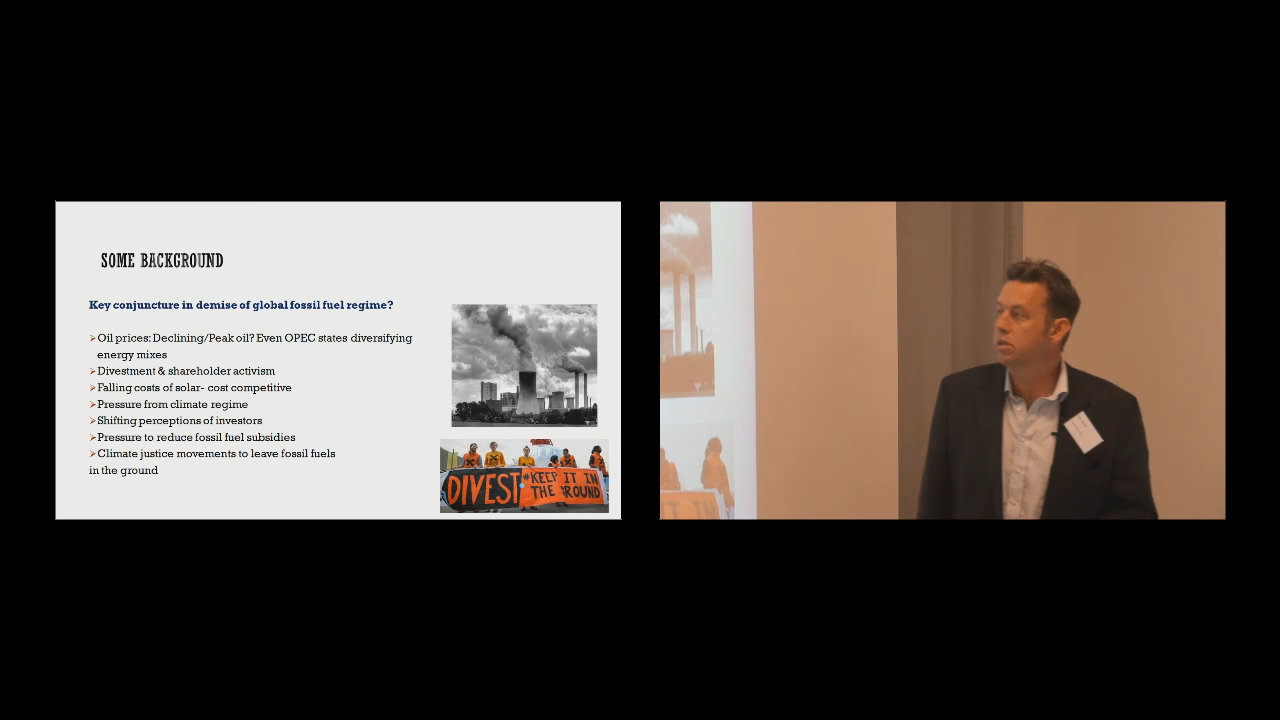 SOME BACKGROUND
Key conjuncture in demise of global fossil fuel regime?
➢Oil prices: Declining/Peak oil? Even OPEC states diversifying
energy mixes
➢Divestment & shareholder activism
➢Falling costs of solar- cost competitive
➢Pressure from climate regime
➢Shifting perceptions of investors
➢Pressure to reduce fossil fuel subsidies
➢Climate justice movements to leave fossil fuels
in the ground
DIVEST
#KEEP IT IN
THE GROUND